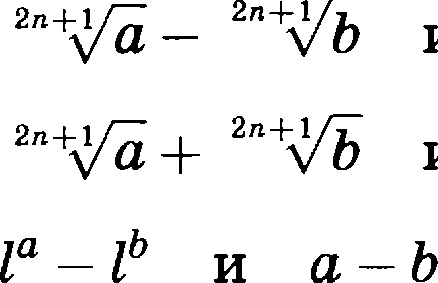 $\sqrt[2n+1]{a} - \sqrt[2n+1]{b}$ и
$\sqrt[2n+1]{a} + \sqrt[2n+1]{b}$ и
$l^a - l^b$ и $a - b$